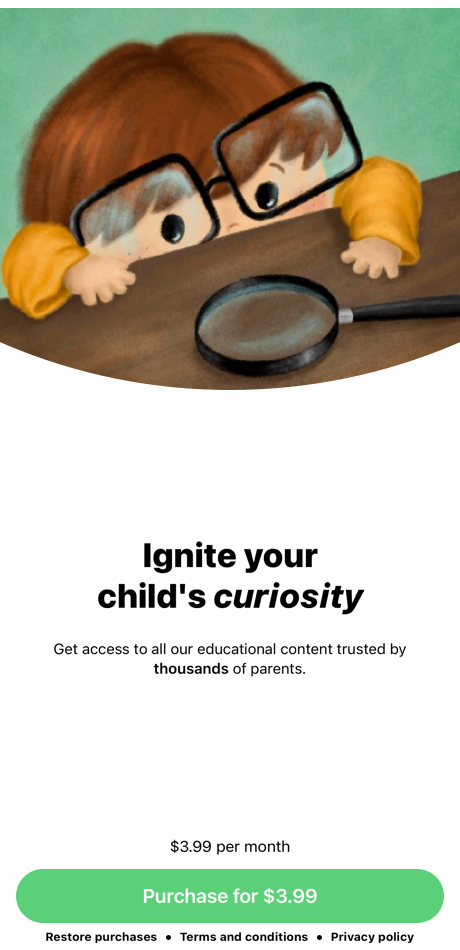 Ignite your
child's curiosity
Get access to all our educational content trusted by
thousands of parents.
$3.99 per month
Purchase for $3.99
Restore purchases • Terms and conditions • Privacy policy